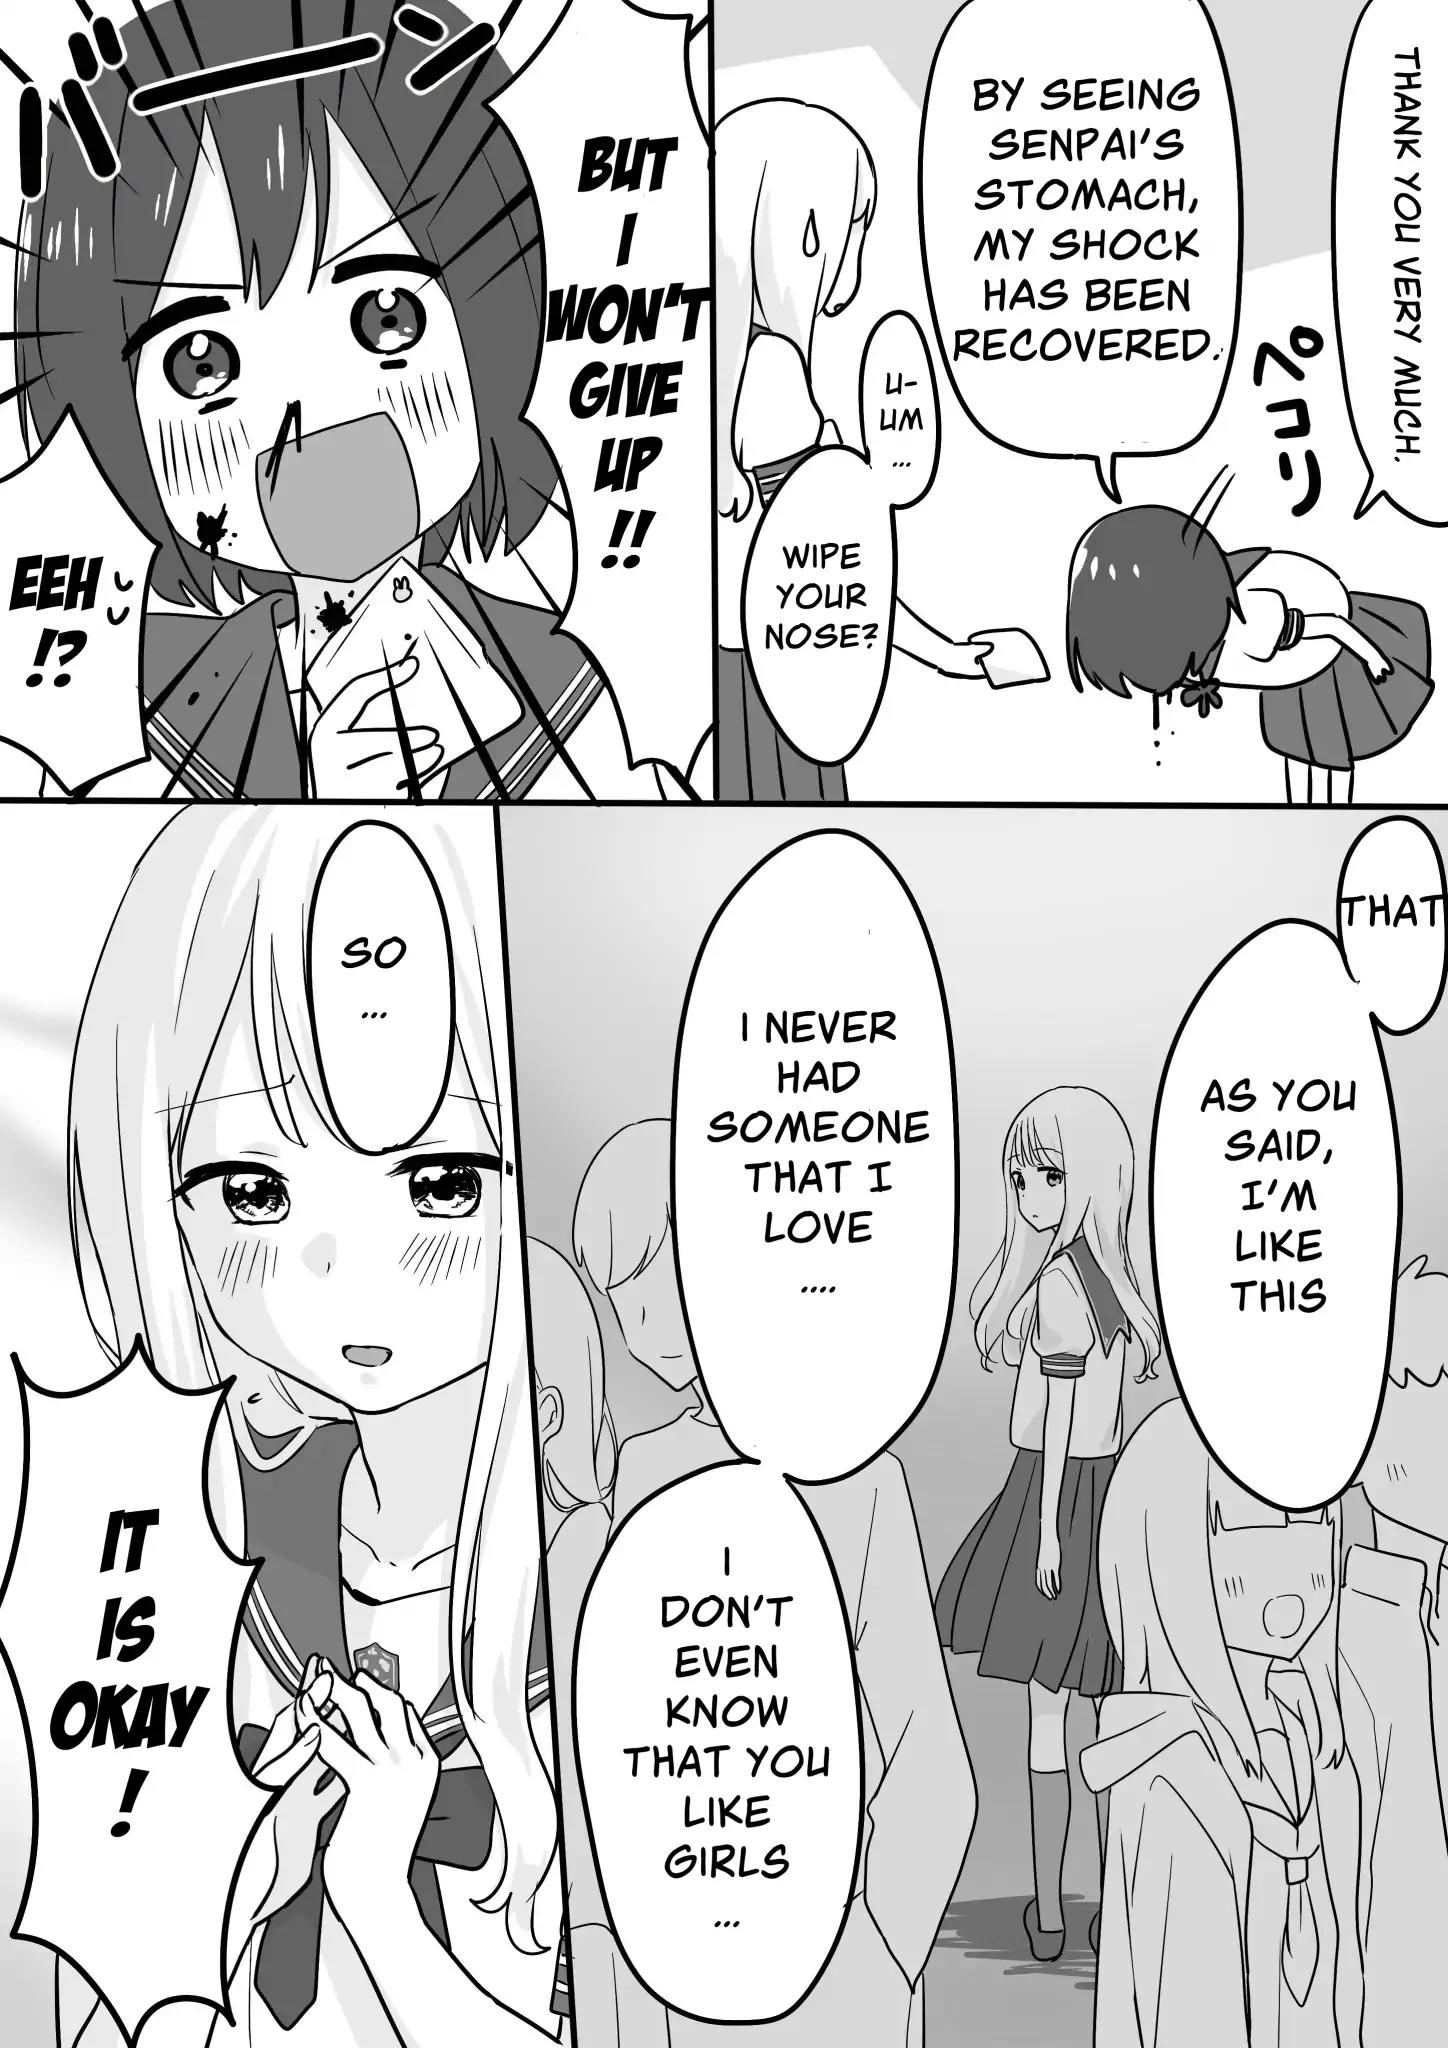 THANK YOU VERY MUCH.
BY SEEING
SENPAI'S
STOMACH,
MY SHOCK
HAS BEEN
RECOVERED.
ペコリ
U-
UM
...
WIPE
YOUR
NOSE?
バーン
BUT
I
WON'T
GIVE
UP
!!
EEH
!?
THAT
AS YOU
SAID,
I'M
LIKE
THIS
I NEVER
HAD
SOMEONE
THAT I
LOVE
....
I
DON'T
EVEN
KNOW
THAT YOU
LIKE
GIRLS
...
SO
...
IT
IS
OKAY
!